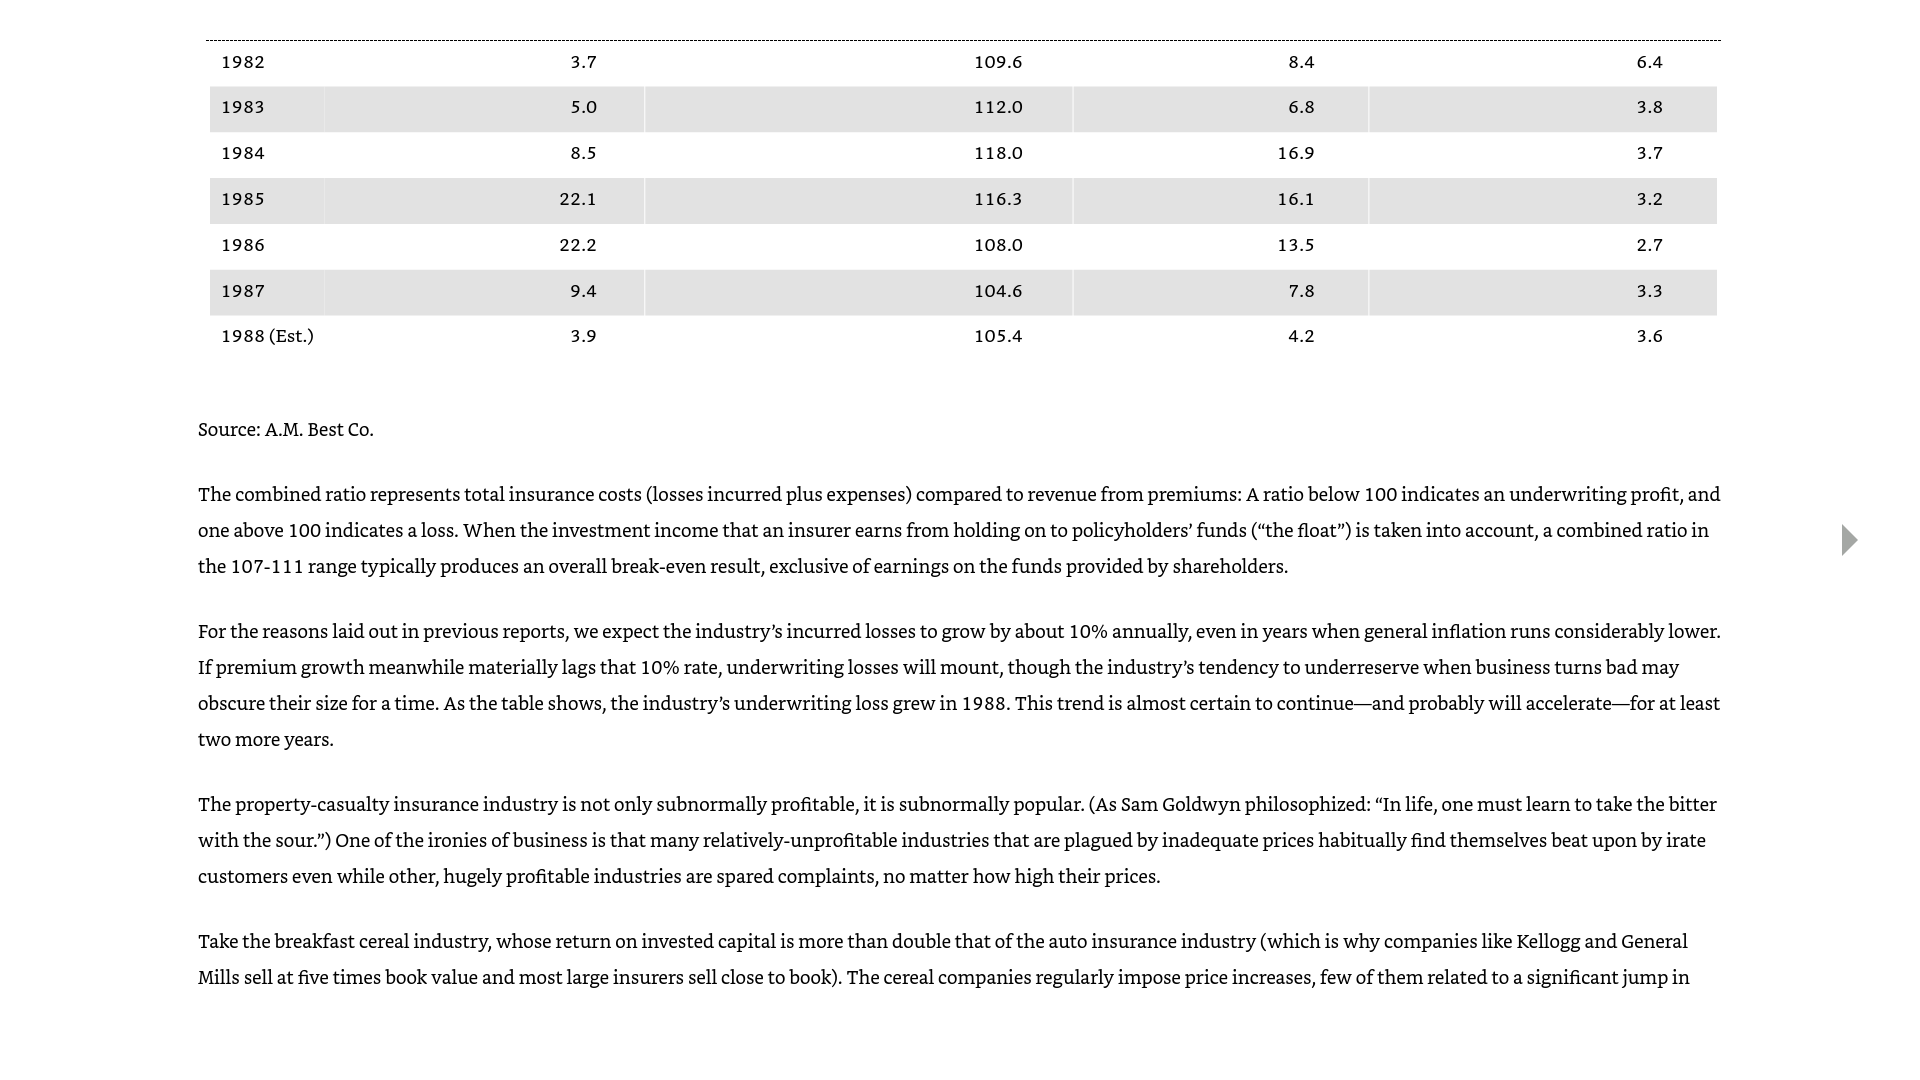 1982 3.7 109.6 8.4 6.4
1983 5.0 112.0 6.8 3.8
1984 8.5 118.0 16.9 3.7
1985 22.1 116.3 16.1 3.2
1986 22.2 108.0 13.5 2.7
1987 9.4 104.6 7.8 3.3
1988 (Est.) 3.9 105.4 4.2 3.6
Source: A.M. Best Co.
The combined ratio represents total insurance costs (losses incurred plus expenses) compared to revenue from premiums: A ratio below 100 indicates an underwriting profit, and
one above 100 indicates a loss. When the investment income that an insurer earns from holding on to policyholders’ funds (“the float”) is taken into account, a combined ratio in
the 107-111 range typically produces an overall break-even result, exclusive of earnings on the funds provided by shareholders.
For the reasons laid out in previous reports, we expect the industry’s incurred losses to grow by about 10% annually, even in years when general inflation runs considerably lower.
If premium growth meanwhile materially lags that 10% rate, underwriting losses will mount, though the industry’s tendency to underreserve when business turns bad may
obscure their size for a time. As the table shows, the industry’s underwriting loss grew in 1988. This trend is almost certain to continue—and probably will accelerate—for at least
two more years.
The property-casualty insurance industry is not only subnormally profitable, it is subnormally popular. (As Sam Goldwyn philosophized: “In life, one must learn to take the bitter
with the sour.”) One of the ironies of business is that many relatively-unprofitable industries that are plagued by inadequate prices habitually find themselves beat upon by irate
customers even while other, hugely profitable industries are spared complaints, no matter how high their prices.
Take the breakfast cereal industry, whose return on invested capital is more than double that of the auto insurance industry (which is why companies like Kellogg and General
Mills sell at five times book value and most large insurers sell close to book). The cereal companies regularly impose price increases, few of them related to a significant jump in